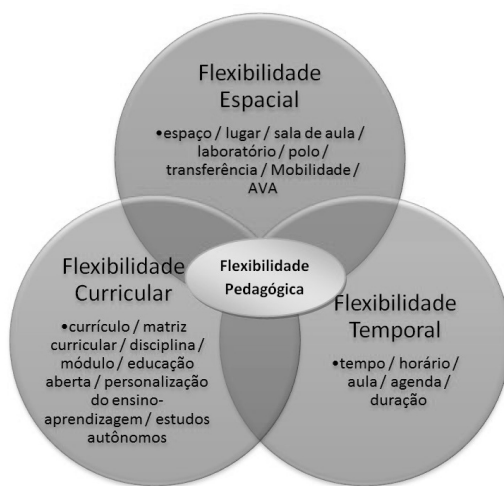 Flexibilidade
Espacial
•espaço / lugar / sala de aula /
laboratório / polo /
transferência / Mobilidade /
AVA
Flexibilidade
Pedagógica
Flexibilidade
Curricular
•currículo / matriz
curricular / disciplina /
módulo / educação
aberta / personalização
do ensino-
aprendizagem / estudos
autônomos
Flexibilidade
Temporal
•tempo / horário /
aula / agenda /
duração